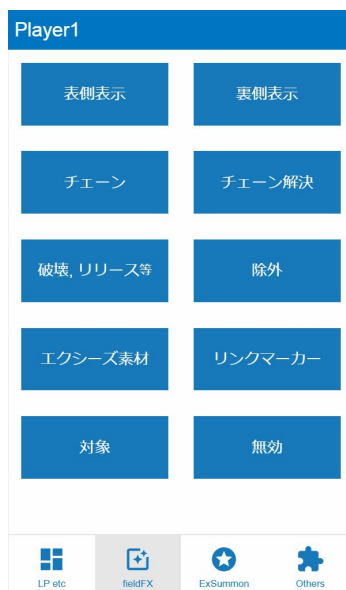 Player1
表側表示
裏側表示
チェーン
チェーン解決
破壊, リリース等
除外
エクシーズ素材
リンクマーカー
対象
無効
LP etc
fieldFX
ExSummon
Others